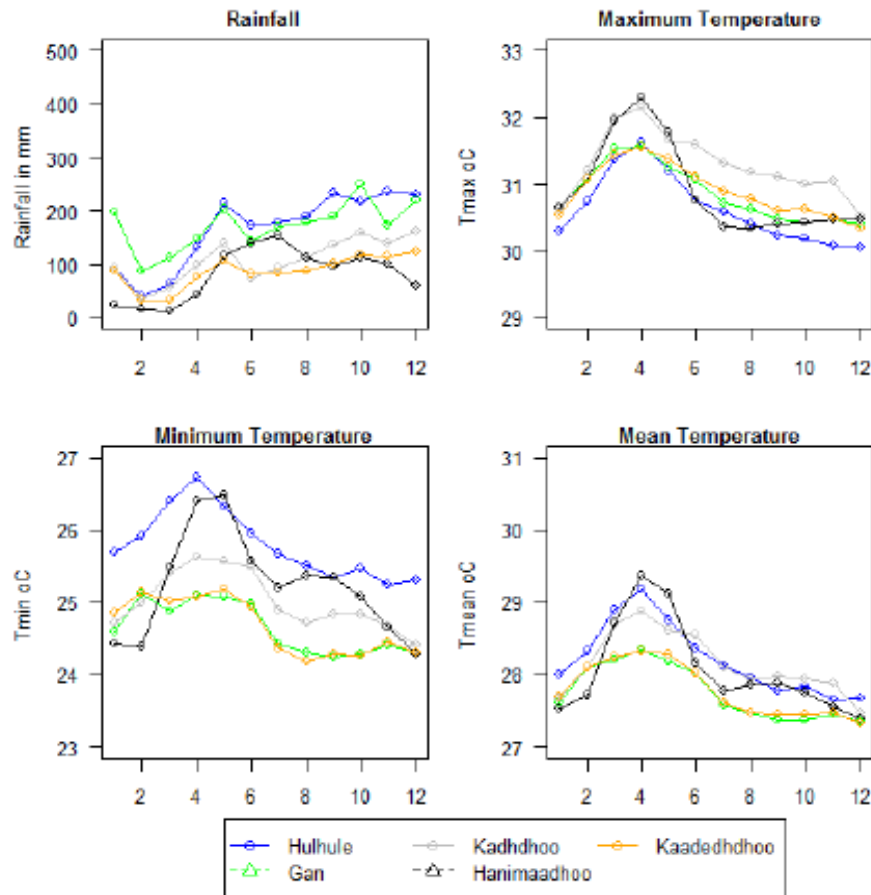 Rainfall
Maximum Temperature
500
400
300
200
100
0
Rainfall in mm
2 4 6 8 10 12
33
32
31
30
29
Tmax oC
2 4 6 8 10 12
Minimum Temperature
Mean Temperature
27
26
25
24
23
Tmin oC
2 4 6 8 10 12
31
30
29
28
27
Tmean oC
2 4 6 8 10 12
Hulhule Kadhdhoo Kaadedhdhoo
Gan Hanimaadhoo